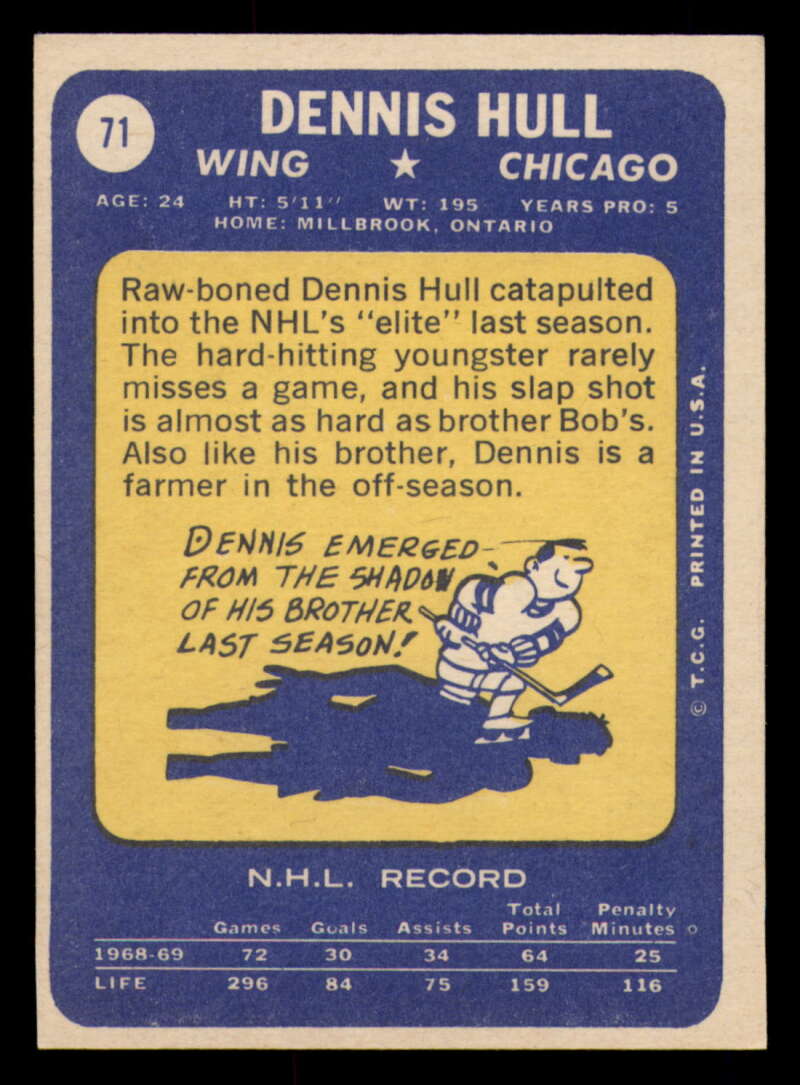 71
DENNIS HULL
WING ★ CHICAGO
AGE: 24 HT: 5'11" WT: 195 YEARS PRO: 5
HOME: MILLBROOK, ONTARIO
Raw-boned Dennis Hull catapulted
into the NHL's "elite" last season.
The hard-hitting youngster rarely
misses a game, and his slap shot
is almost as hard as brother Bob's.
Also like his brother, Dennis is a
farmer in the off-season.
DENNIS EMERGED
FROM THE SHADOW
OF HIS BROTHER
LAST SEASON!
© T.C.G. PRINTED IN U.S.A.
N.H.L. RECORD
Total Penalty
Games Goals Assists Points Minutes
1968-69 72 30 34 64 25
LIFE 296 84 75 159 116